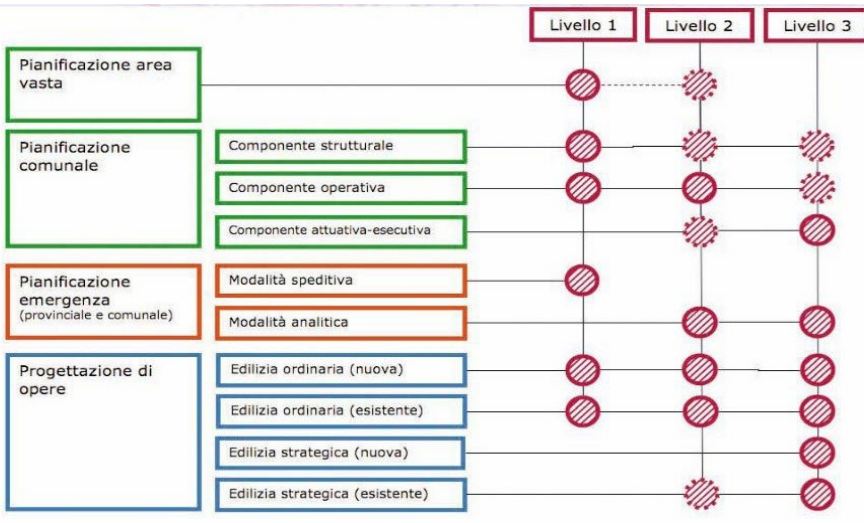 Livello 1
Livello 2
Livello 3
Pianificazione area
vasta
Pianificazione
comunale
Componente strutturale
Componente operativa
Componente attuativa-esecutiva
Pianificazione
emergenza
(provinciale e comunale)
Modalità speditiva
Modalità analitica
Progettazione di
opere
Edilizia ordinaria (nuova)
Edilizia ordinaria (esistente)
Edilizia strategica (nuova)
Edilizia strategica (esistente)